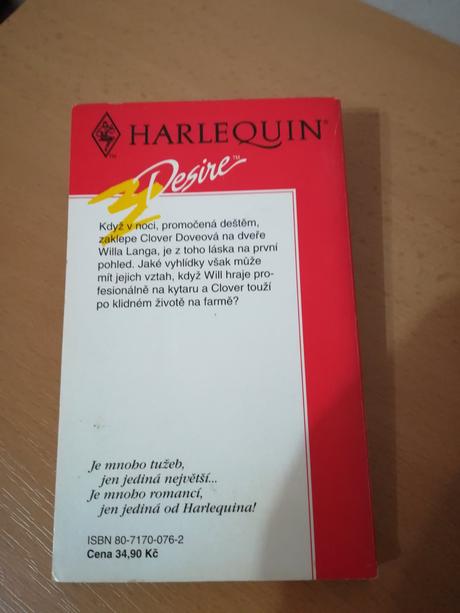 HARLEQUIN®
Desire™
Když v noci, promočená deštěm,
zaklepe Clover Doveová na dveře
Willa Langa, je z toho láska na první
pohled. Jaké vyhlídky však může
mít jejich vztah, když Will hraje pro-
fesionálně na kytaru a Clover touží
po klidném životě na farmě?
Je mnoho tužeb,
jen jediná největší...
Je mnoho romancí,
jen jediná od Harlequina!
ISBN 80-7170-076-2
Cena 34,90 Kč